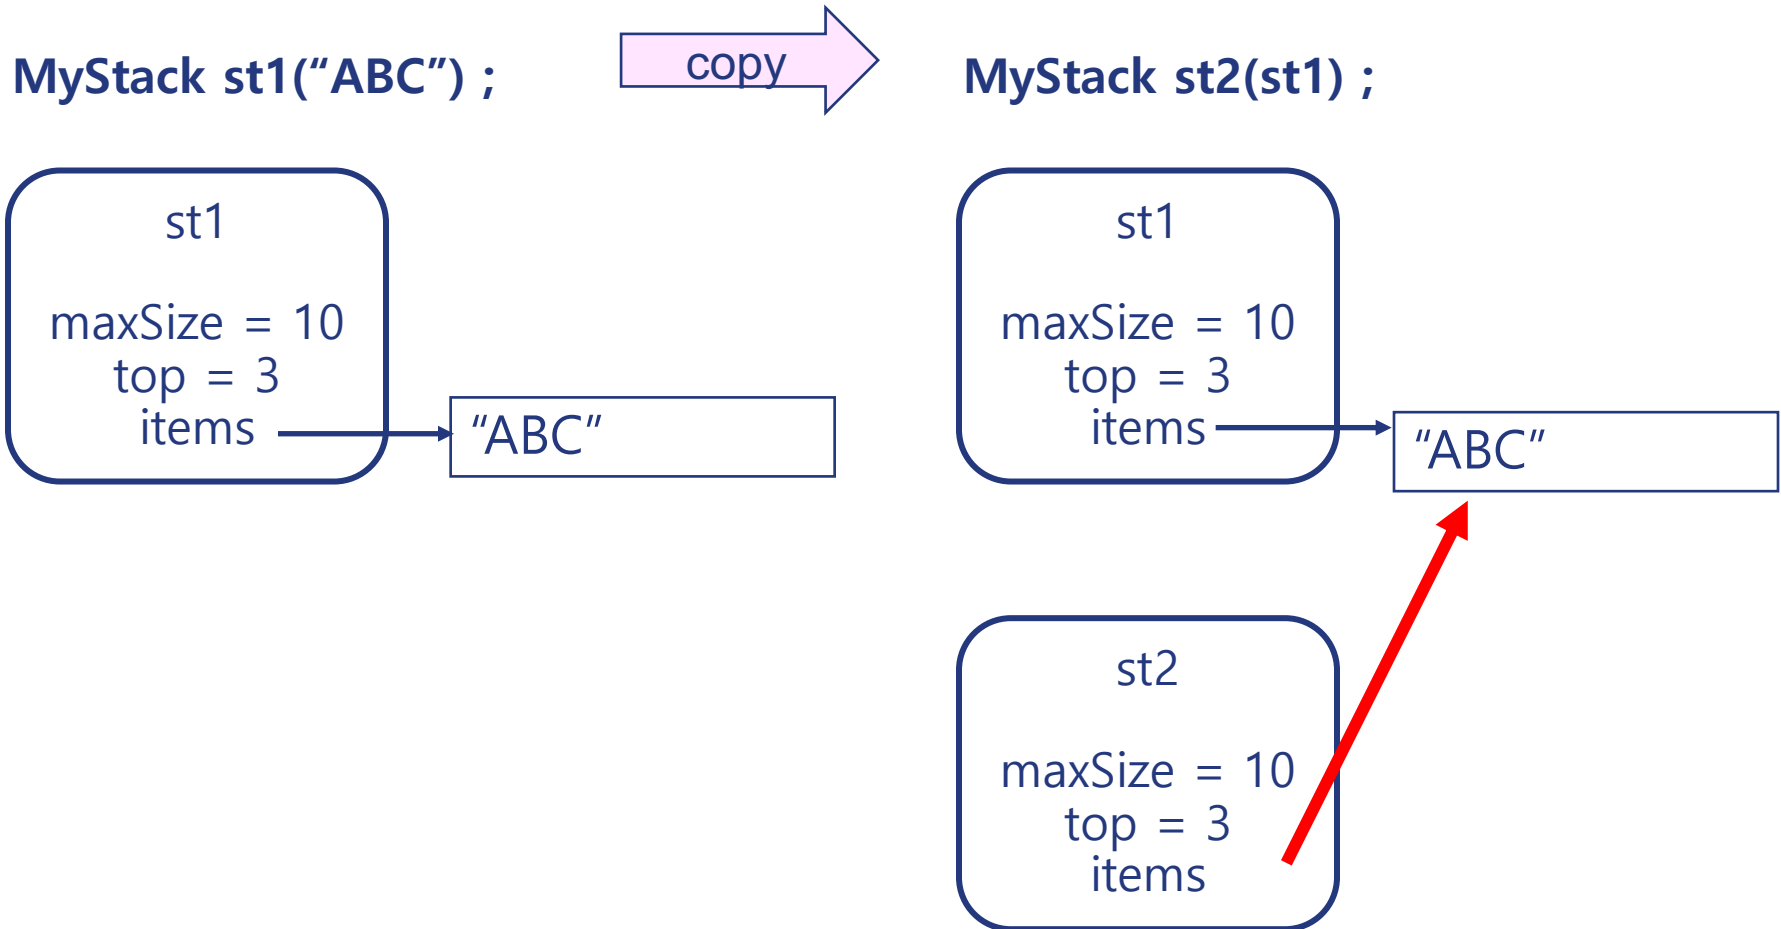 MyStack st1(“ABC”) ;
copy
MyStack st2(st1) ;
st1
maxSize = 10
top = 3
items
“ABC”
st1
maxSize = 10
top = 3
items
“ABC”
st2
maxSize = 10
top = 3
items